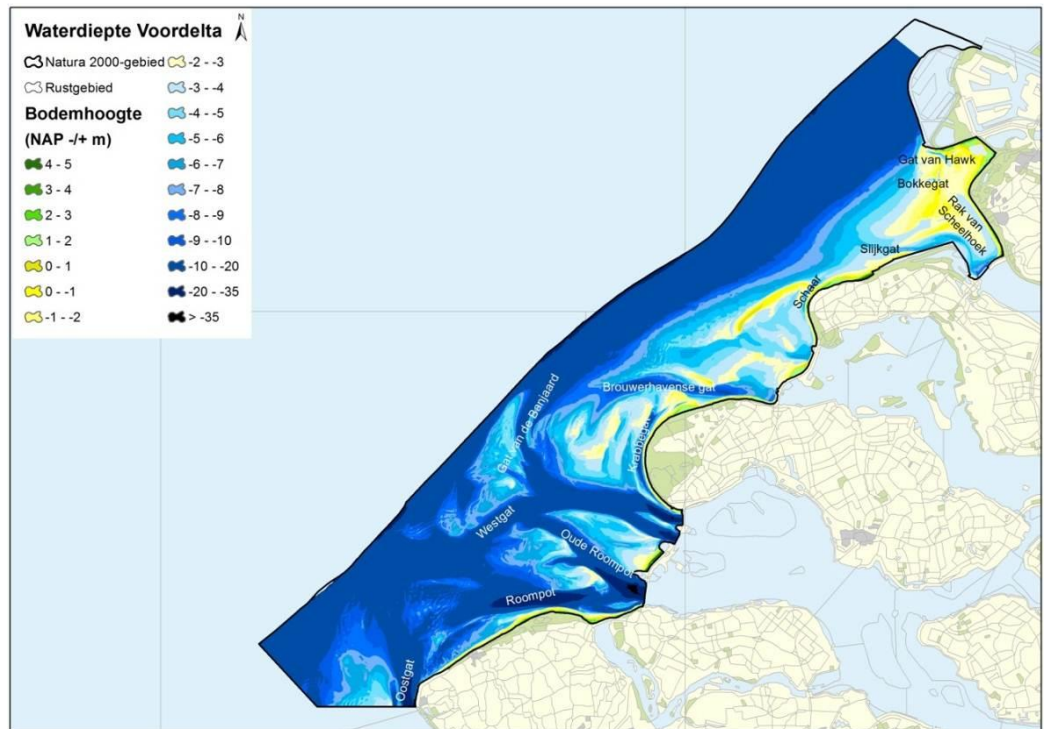 Waterdiepte Voordelta
N
Natura 2000-gebied
Rustgebied
Bodemhoogte
(NAP -/+ m)
4 - 5
3 - 4
2 - 3
1 - 2
0 - 1
0 - -1
-1 - -2
-2 - -3
-3 - -4
-4 - -5
-5 - -6
-6 - -7
-7 - -8
-8 - -9
-9 - -10
-10 - -20
-20 - -35
> -35
Gat van Hawk
Bokkegat
Rak van
Scheelhoek
Slijkgat
Schaar
Brouwerhavense gat
Gat van de Banjaard
Krabbegat
Westgat
Oude Roompot
Roompot
Oostgat